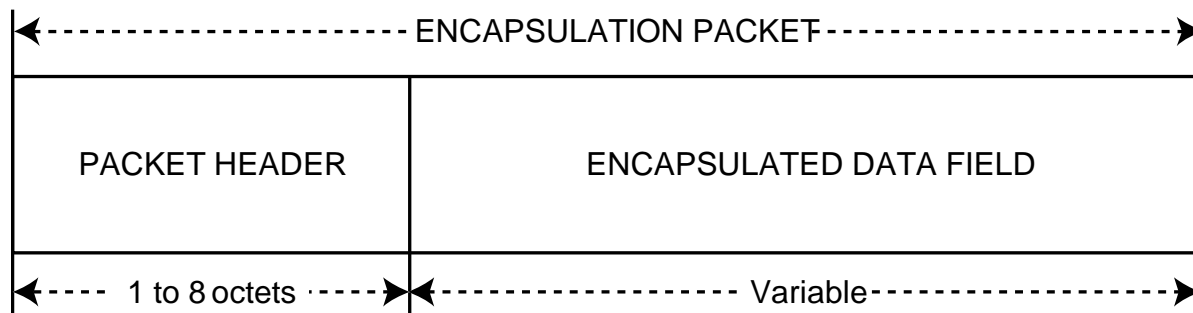 ENCAPSULATION PACKET
PACKET HEADER
ENCAPSULATED DATA FIELD
1 to 8 octets
Variable